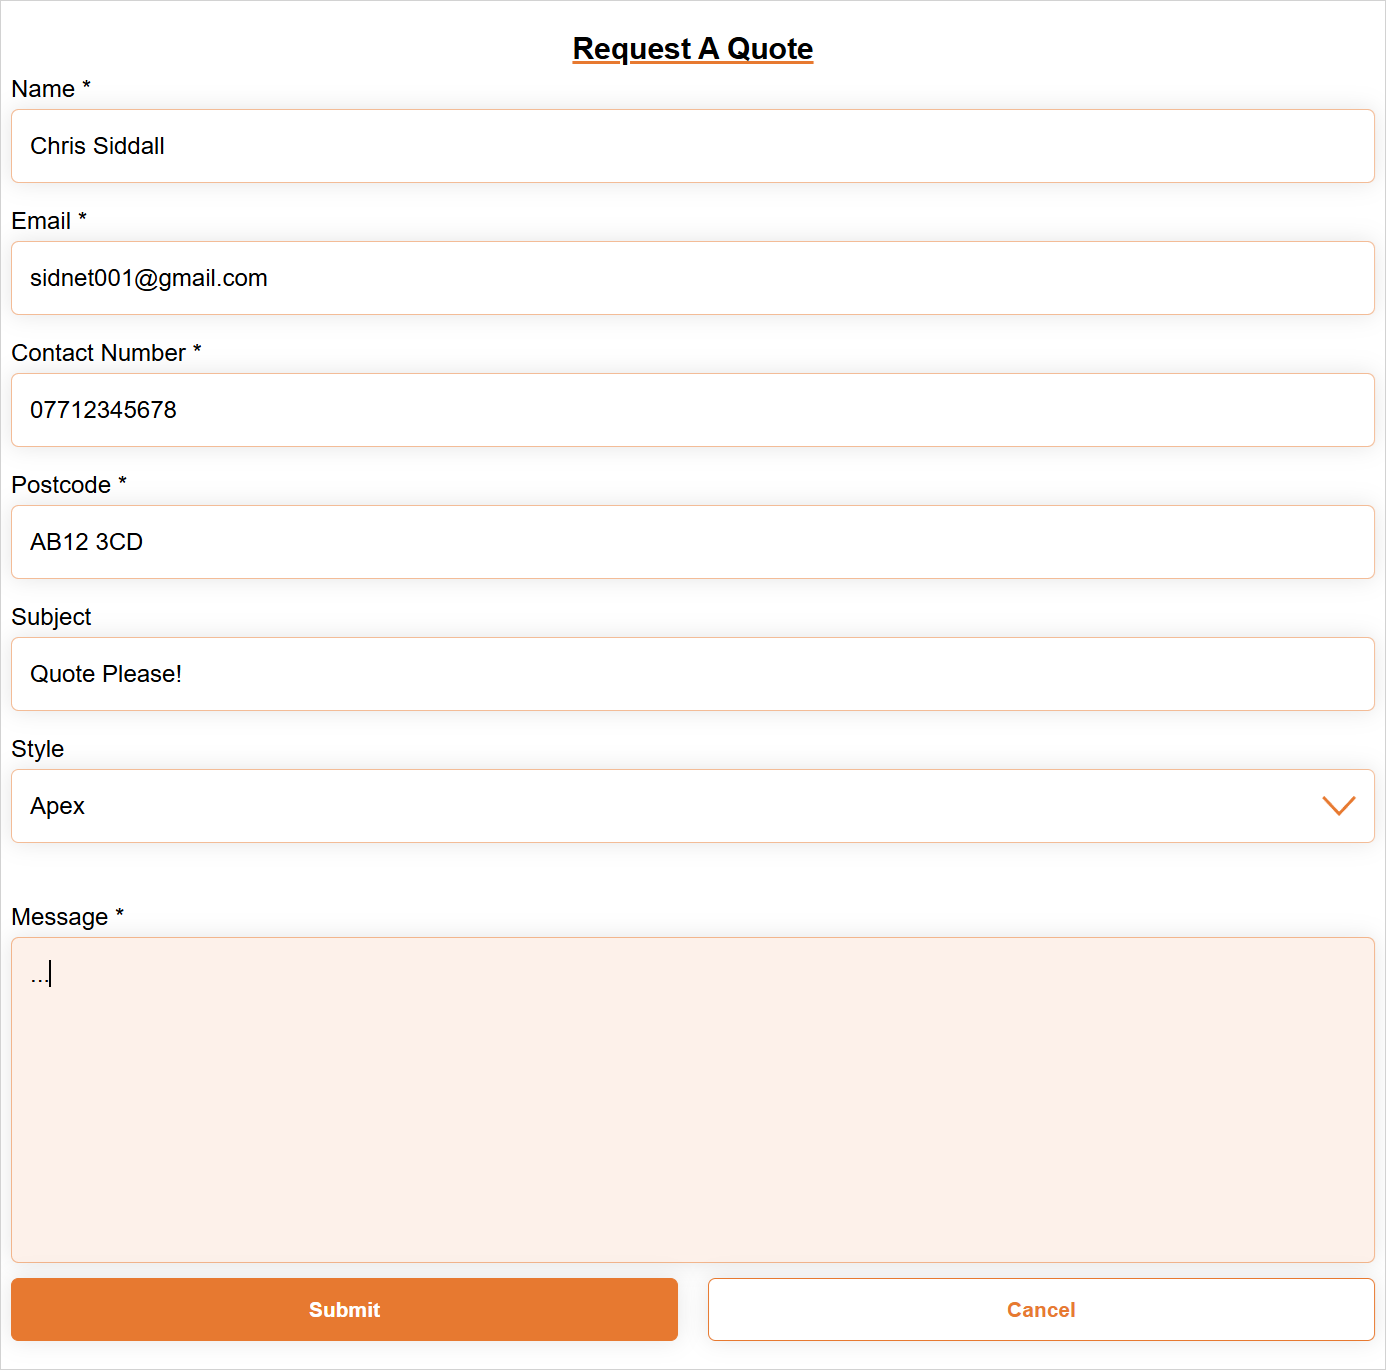 Request A Quote
Name *
Chris Siddall
Email *
sidnet001@gmail.com
Contact Number *
07712345678
Postcode *
AB12 3CD
Subject
Quote Please!
Style
Apex
Message *
...
Submit
Cancel